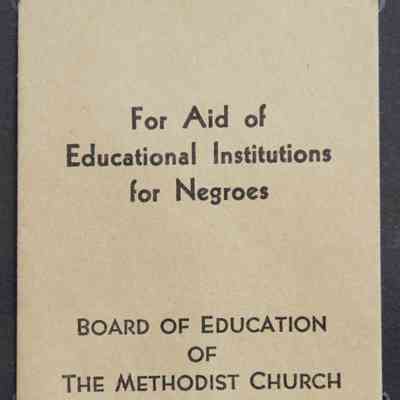 For Aid of
Educational Institutions
for Negroes
BOARD OF EDUCATION
OF
THE METHODIST CHURCH